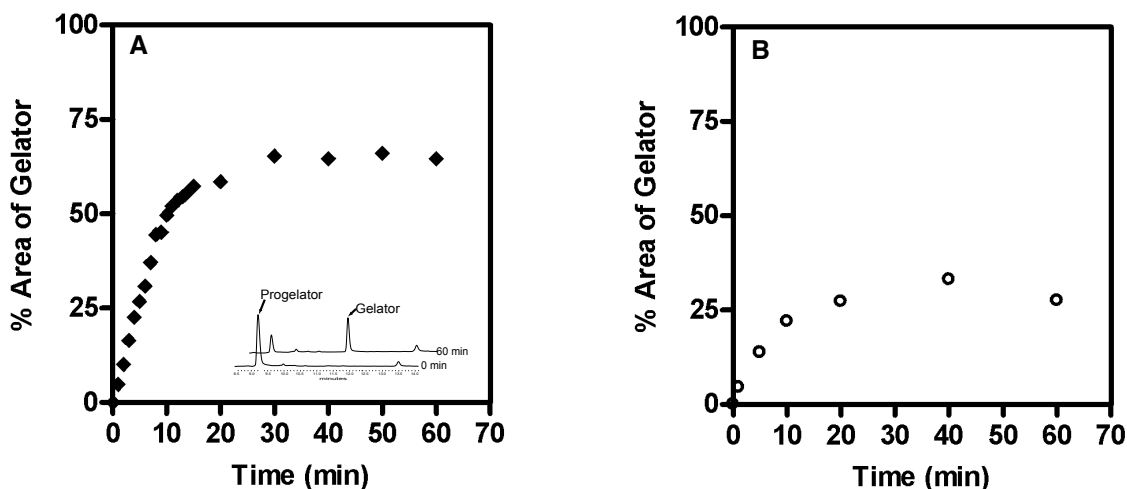 A
% Area of Gelator
100
75
50
25
0
0 10 20 30 40 50 60 70
Time (min)
Progelator
Gelator
60 min
0 min
minutes
B
% Area of Gelator
100
75
50
25
0
0 10 20 30 40 50 60 70
Time (min)